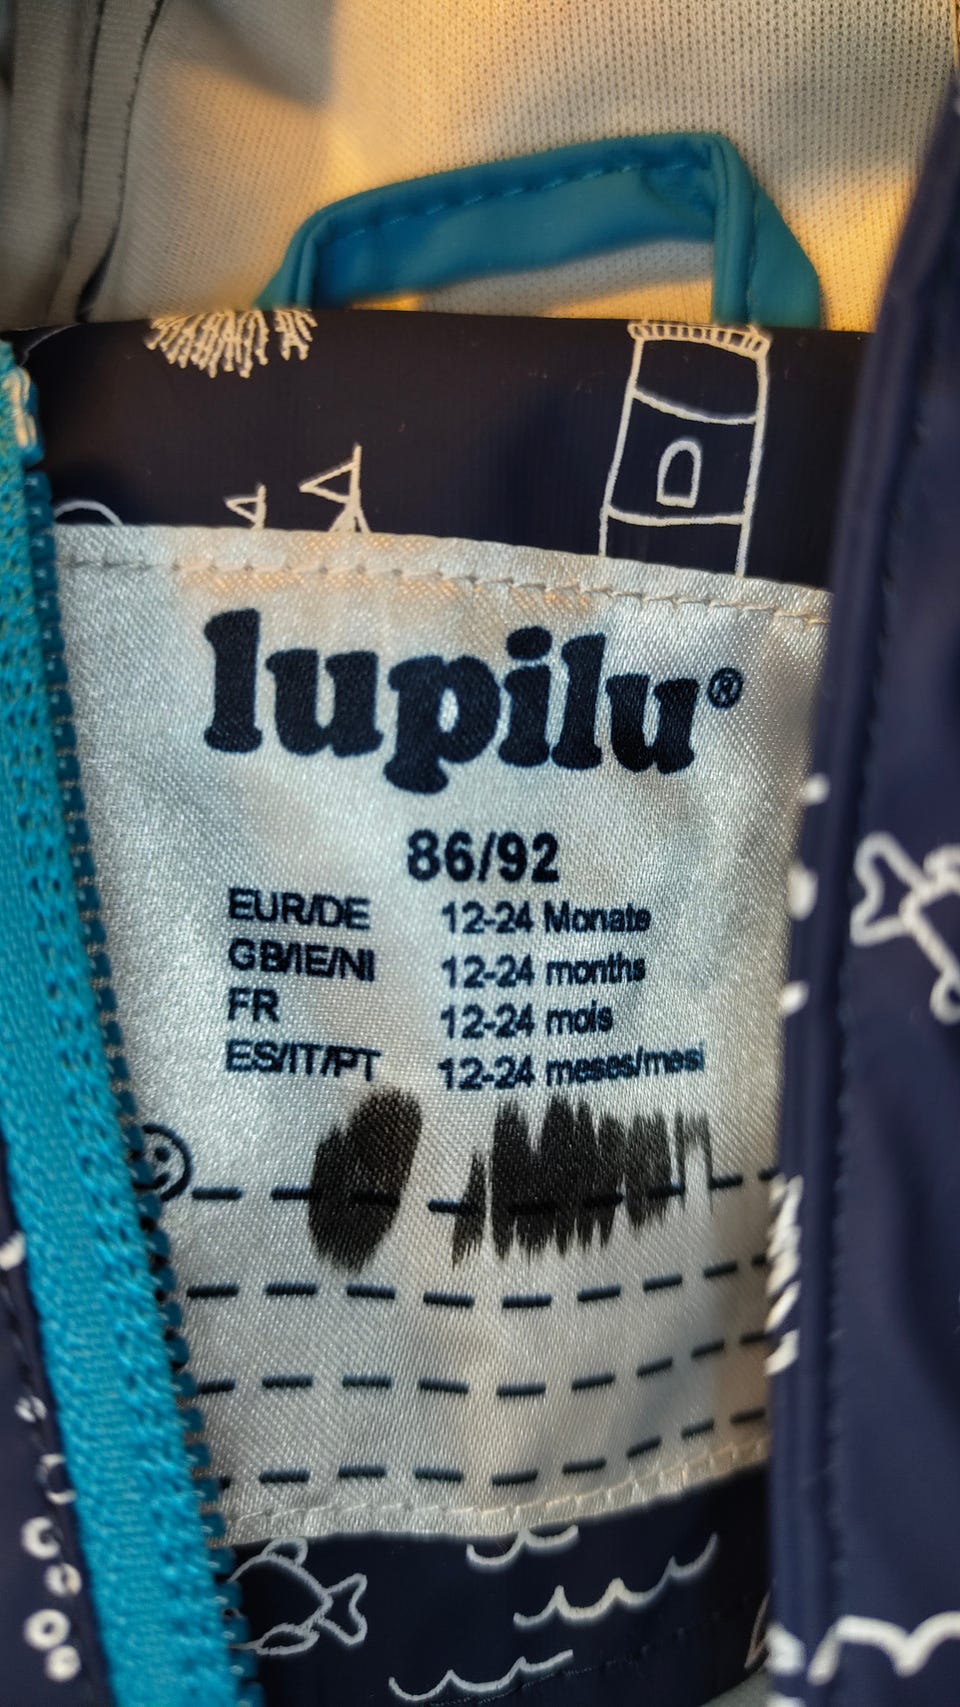 lupilu®
86/92
EUR/DE 12-24 Monate
GB/IE/NI 12-24 months
FR 12-24 mois
ES/IT/PT 12-24 meses/mesi